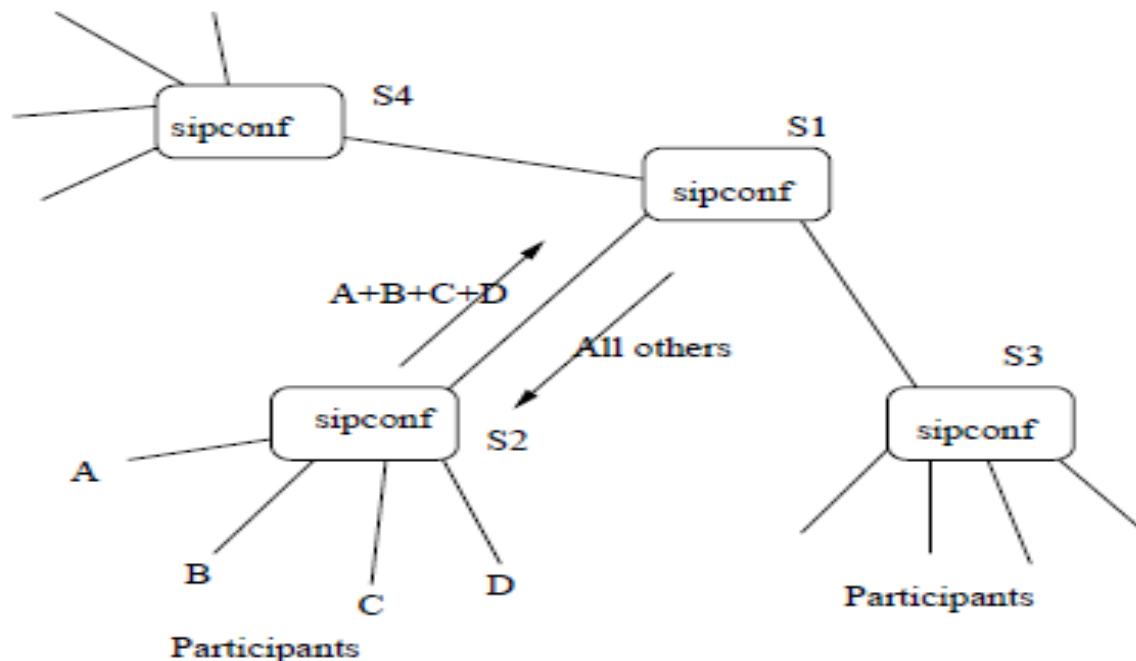 S4
sipconf
S1
sipconf
A+B+C+D
All others
S3
sipconf
S2
sipconf
A
B
C
D
Participants
Participants